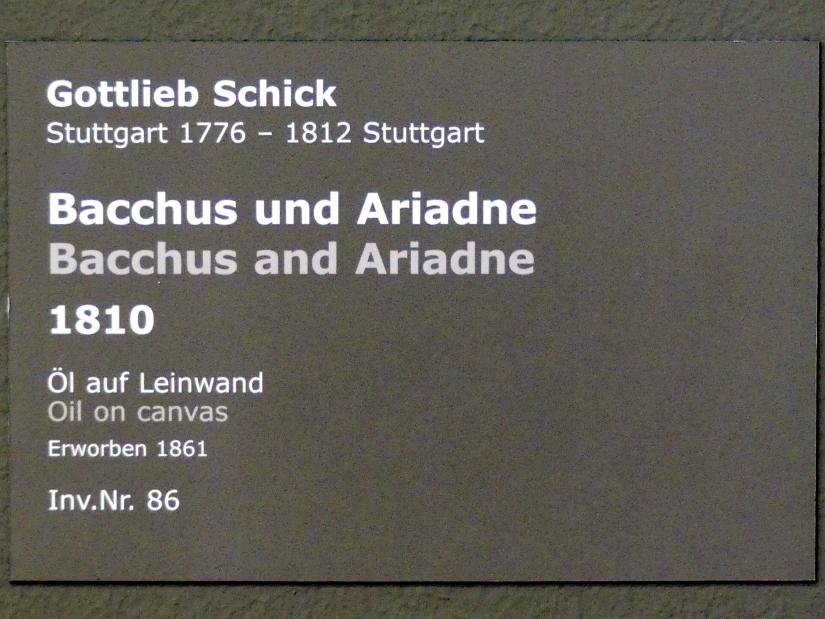 Gottlieb Schick
Stuttgart 1776 – 1812 Stuttgart
Bacchus und Ariadne
Bacchus and Ariadne
1810
Öl auf Leinwand
Oil on canvas
Erworben 1861
Inv.Nr. 86